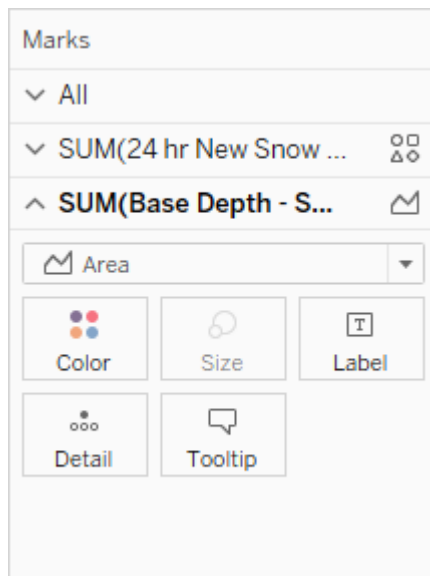 Marks
All
SUM(24 hr New Snow ...
SUM(Base Depth - S...
Area
Color Size Label
Detail Tooltip